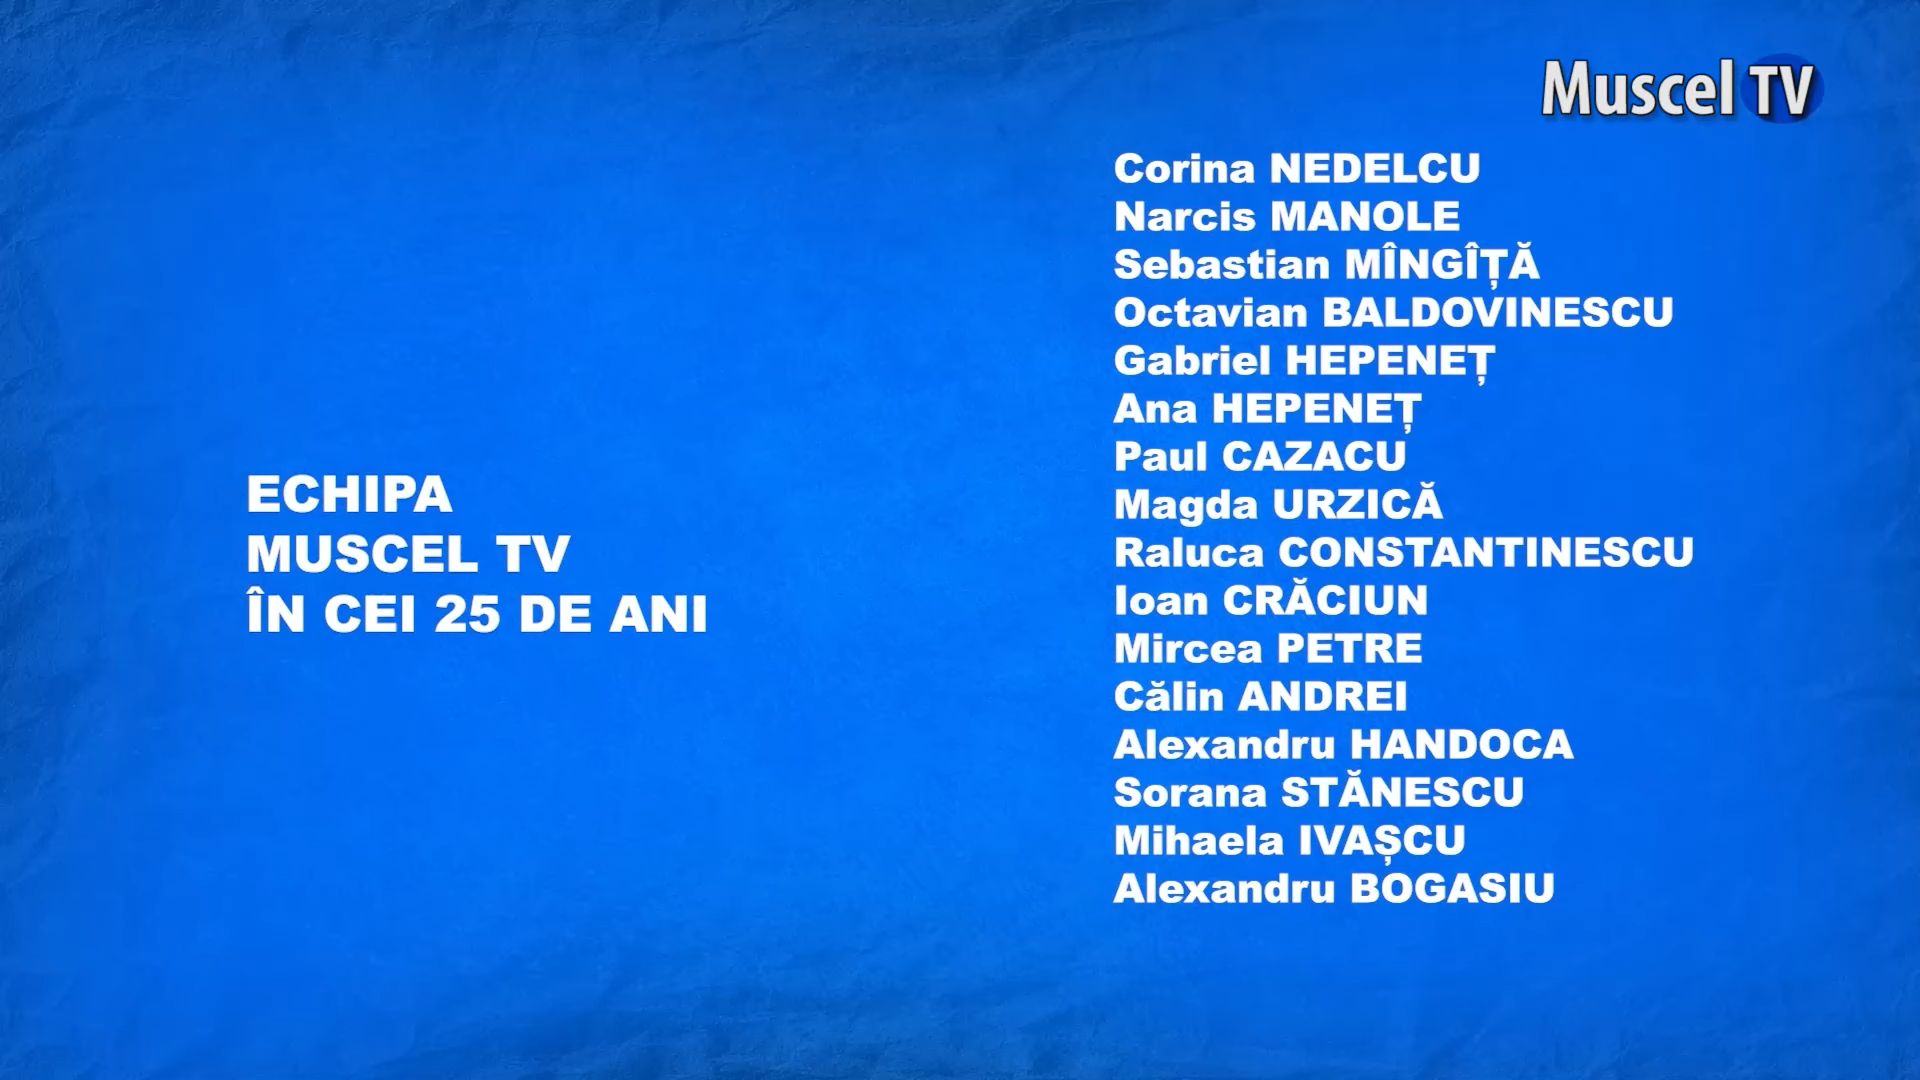 Muscel TV
ECHIPA
MUSCEL TV
ÎN CEI 25 DE ANI
Corina NEDELCU
Narcis MANOLE
Sebastian MÎNGÎȚĂ
Octavian BALDOVINESCU
Gabriel HEPENEȚ
Ana HEPENEȚ
Paul CAZACU
Magda URZICĂ
Raluca CONSTANTINESCU
Ioan CRĂCIUN
Mircea PETRE
Călin ANDREI
Alexandru HANDOCA
Sorana STĂNESCU
Mihaela IVAȘCU
Alexandru BOGASIU